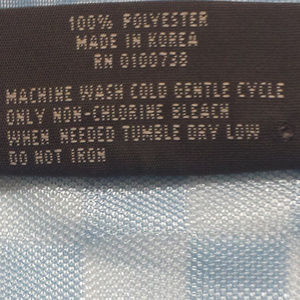 100% POLYESTER
MADE IN KOREA
RN 0100738
MACHINE WASH COLD GENTLE CYCLE
ONLY NON-CHLORINE BLEACH
WHEN NEEDED TUMBLE DRY LOW
DO NOT IRON